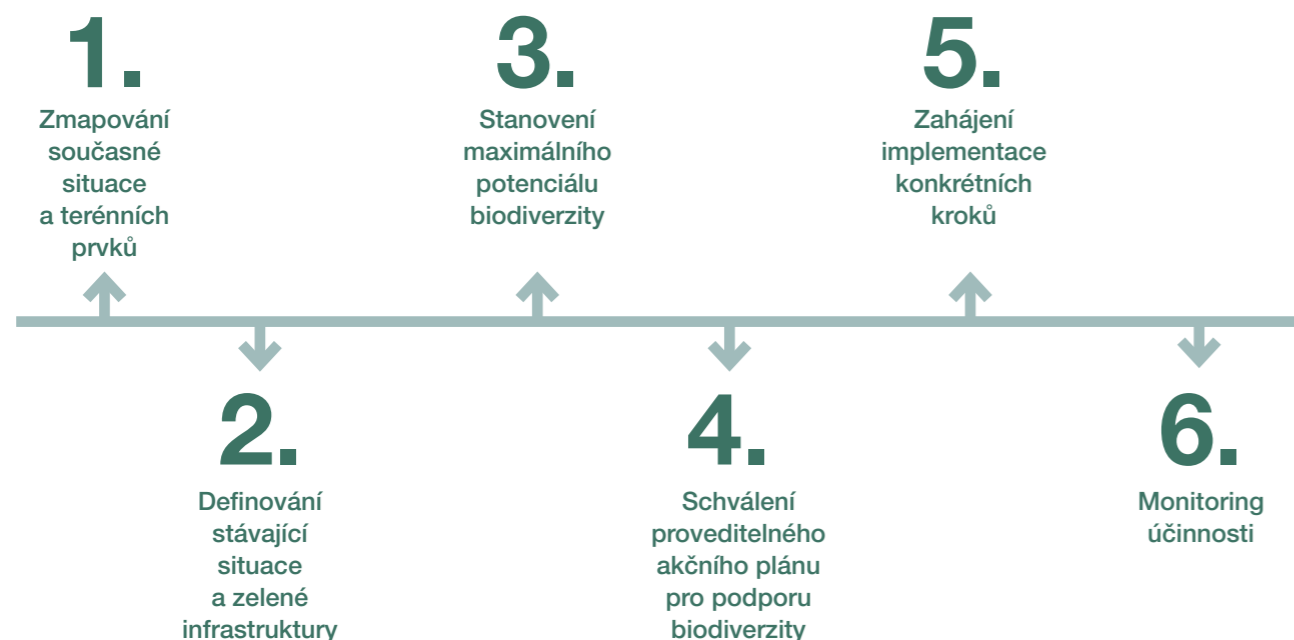 1.
Zmapování
současné
situace
a terénních
prvků
2.
Definování
stávající
situace
a zelené
infrastruktury
3.
Stanovení
maximálního
potenciálu
biodiverzity
4.
Schválení
proveditelného
akčního plánu
pro podporu
biodiverzity
5.
Zahájení
implementace
konkrétních
kroků
6.
Monitoring
účinnosti